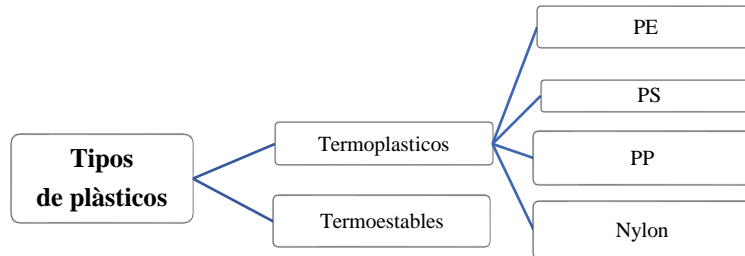 Tipos
de plàsticos
Termoplasticos
Termoestables
PE
PS
PP
Nylon